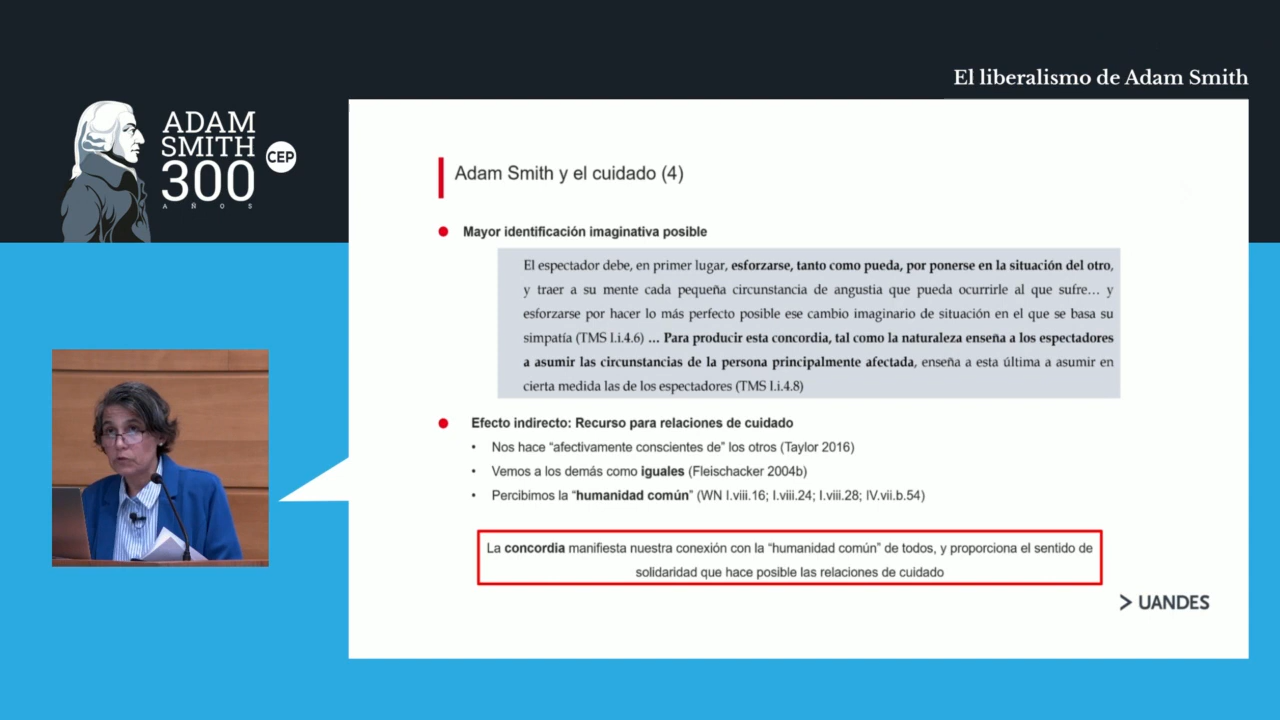 El liberalismo de Adam Smith
ADAM
SMITH
300
AÑOS
CEP
Adam Smith y el cuidado (4)
Mayor identificación imaginativa posible
El espectador debe, en primer lugar, esforzarse, tanto como pueda, por ponerse en la situación del otro,
y traer a su mente cada pequeña circunstancia de angustia que pueda ocurrirle al que sufre... y
esforzarse por hacer lo más perfecto posible ese cambio imaginario de situación en el que se basa su
simpatía (TMS I.i.4.6) ... Para producir esta concordia, tal como la naturaleza enseña a los espectadores
a asumir las circunstancias de la persona principalmente afectada, enseña a esta última a asumir en
cierta medida las de los espectadores (TMS I.i.4.8)
Efecto indirecto: Recurso para relaciones de cuidado
• Nos hace “afectivamente conscientes de” los otros (Taylor 2016)
• Vemos a los demás como iguales (Fleischacker 2004b)
• Percibimos la “humanidad común” (WN I.viii.16; I.viii.24; I.viii.28; IV.vii.b.54)
La concordia manifiesta nuestra conexión con la “humanidad común” de todos, y proporciona el sentido de
solidaridad que hace posible las relaciones de cuidado
> UANDES